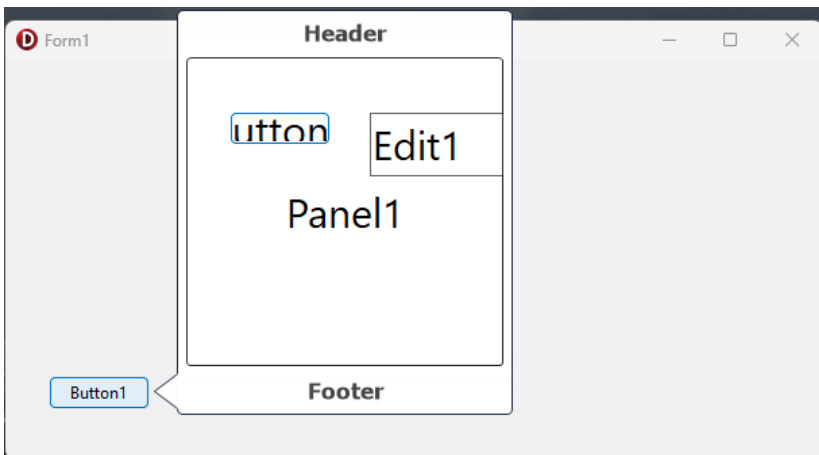 Form1
Header
utton
Edit1
Panel1
Button1
Footer